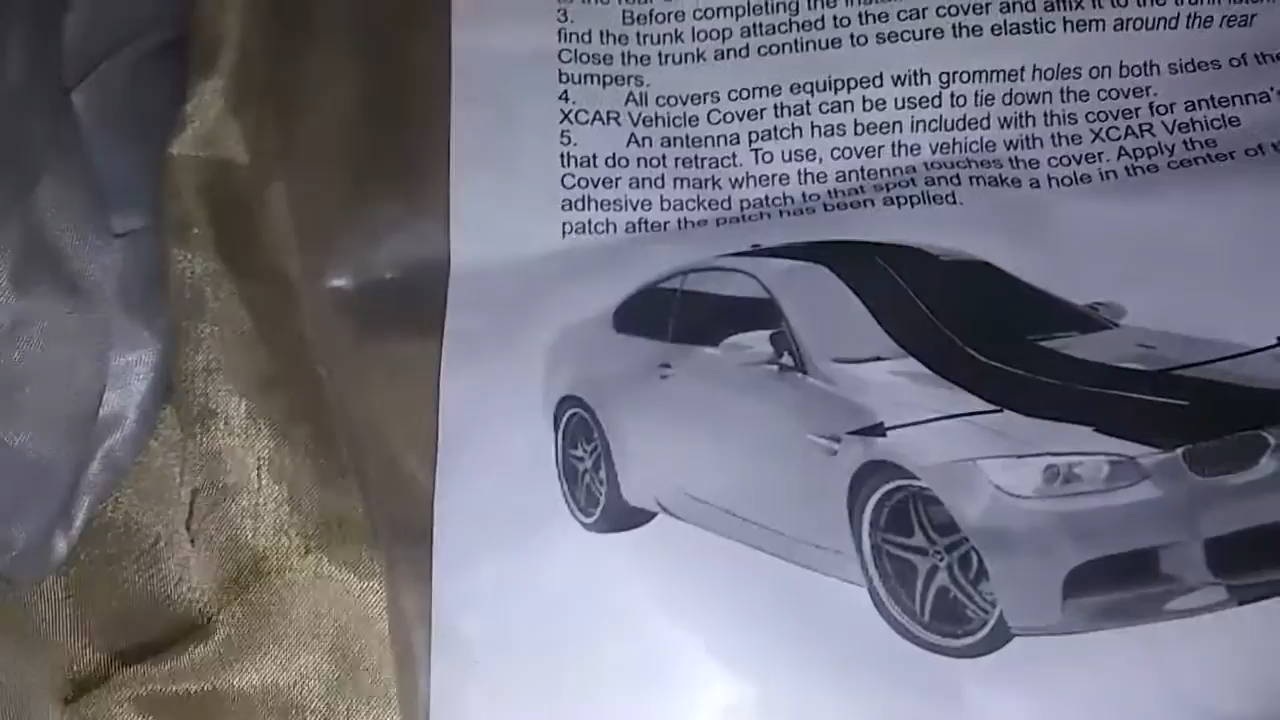 3. Before completing the
find the trunk loop attached to the car cover and affix it to the trunk
Close the trunk and continue to secure the elastic hem around the rear
bumpers.
4. All covers come equipped with grommet holes on both sides of the
XCAR Vehicle Cover that can be used to tie down the cover.
5. An antenna patch has been included with this cover for antenna's
that do not retract. To use, cover the vehicle with the XCAR Vehicle
Cover and mark where the antenna touches the cover. Apply the
adhesive backed patch to that spot and make a hole in the center of
patch after the patch has been applied.